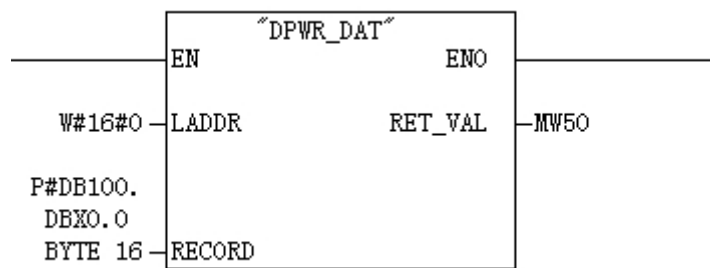 "DPWR_DAT"
EN ENO
W#16#0 LADDR RET_VAL MW50
P#DB100.
DBX0.0
BYTE 16 RECORD